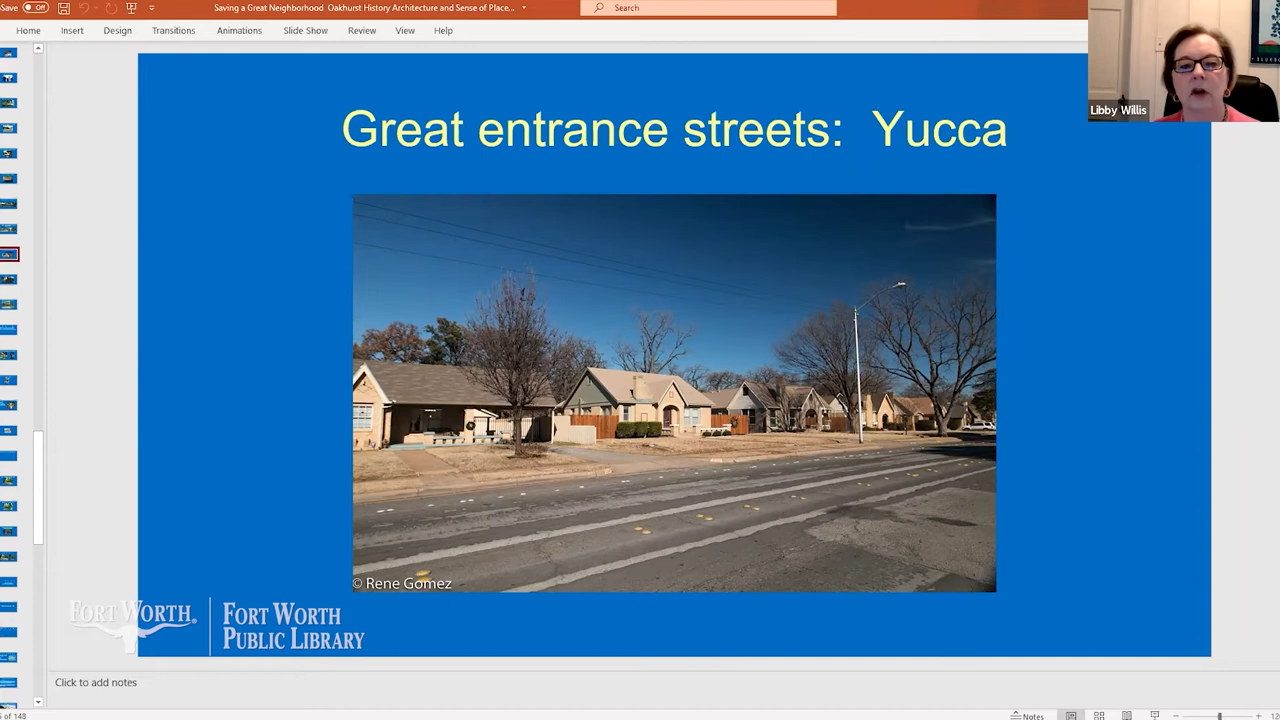 Save
Off
Saving a Great Neighborhood Oakhurst History Architecture and Sense of Place...
Search
Home
Insert
Design
Transitions
Animations
Slide Show
Review
View
Help
Libby Willis
Great entrance streets: Yucca
© Rene Gomez
FORT WORTH®
FORT WORTH
PUBLIC LIBRARY
Click to add notes
of 148
Notes